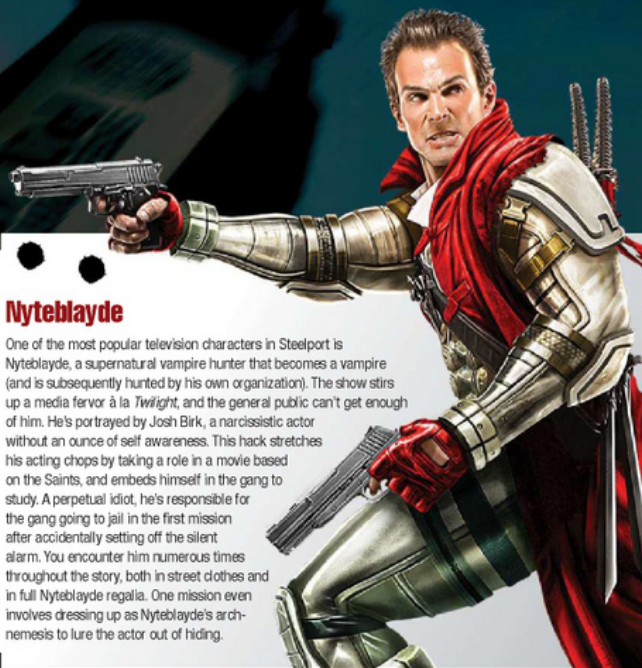 Nyteblayde
One of the most popular television characters in Steelport is
Nyteblayde, a supernatural vampire hunter that becomes a vampire
(and is subsequently hunted by his own organization). The show stirs
up a media fervor à la Twilight, and the general public can't get enough
of him. He's portrayed by Josh Birk, a narcissistic actor
without an ounce of self awareness. This hack stretches
his acting chops by taking a role in a movie based
on the Saints, and embeds himself in the gang to
study. A perpetual idiot, he's responsible for
the gang going to jail in the first mission
after accidentally setting off the silent
alarm. You encounter him numerous times
throughout the story, both in street clothes and
in full Nyteblayde regalia. One mission even
involves dressing up as Nyteblayde's arch-
nemesis to lure the actor out of hiding.